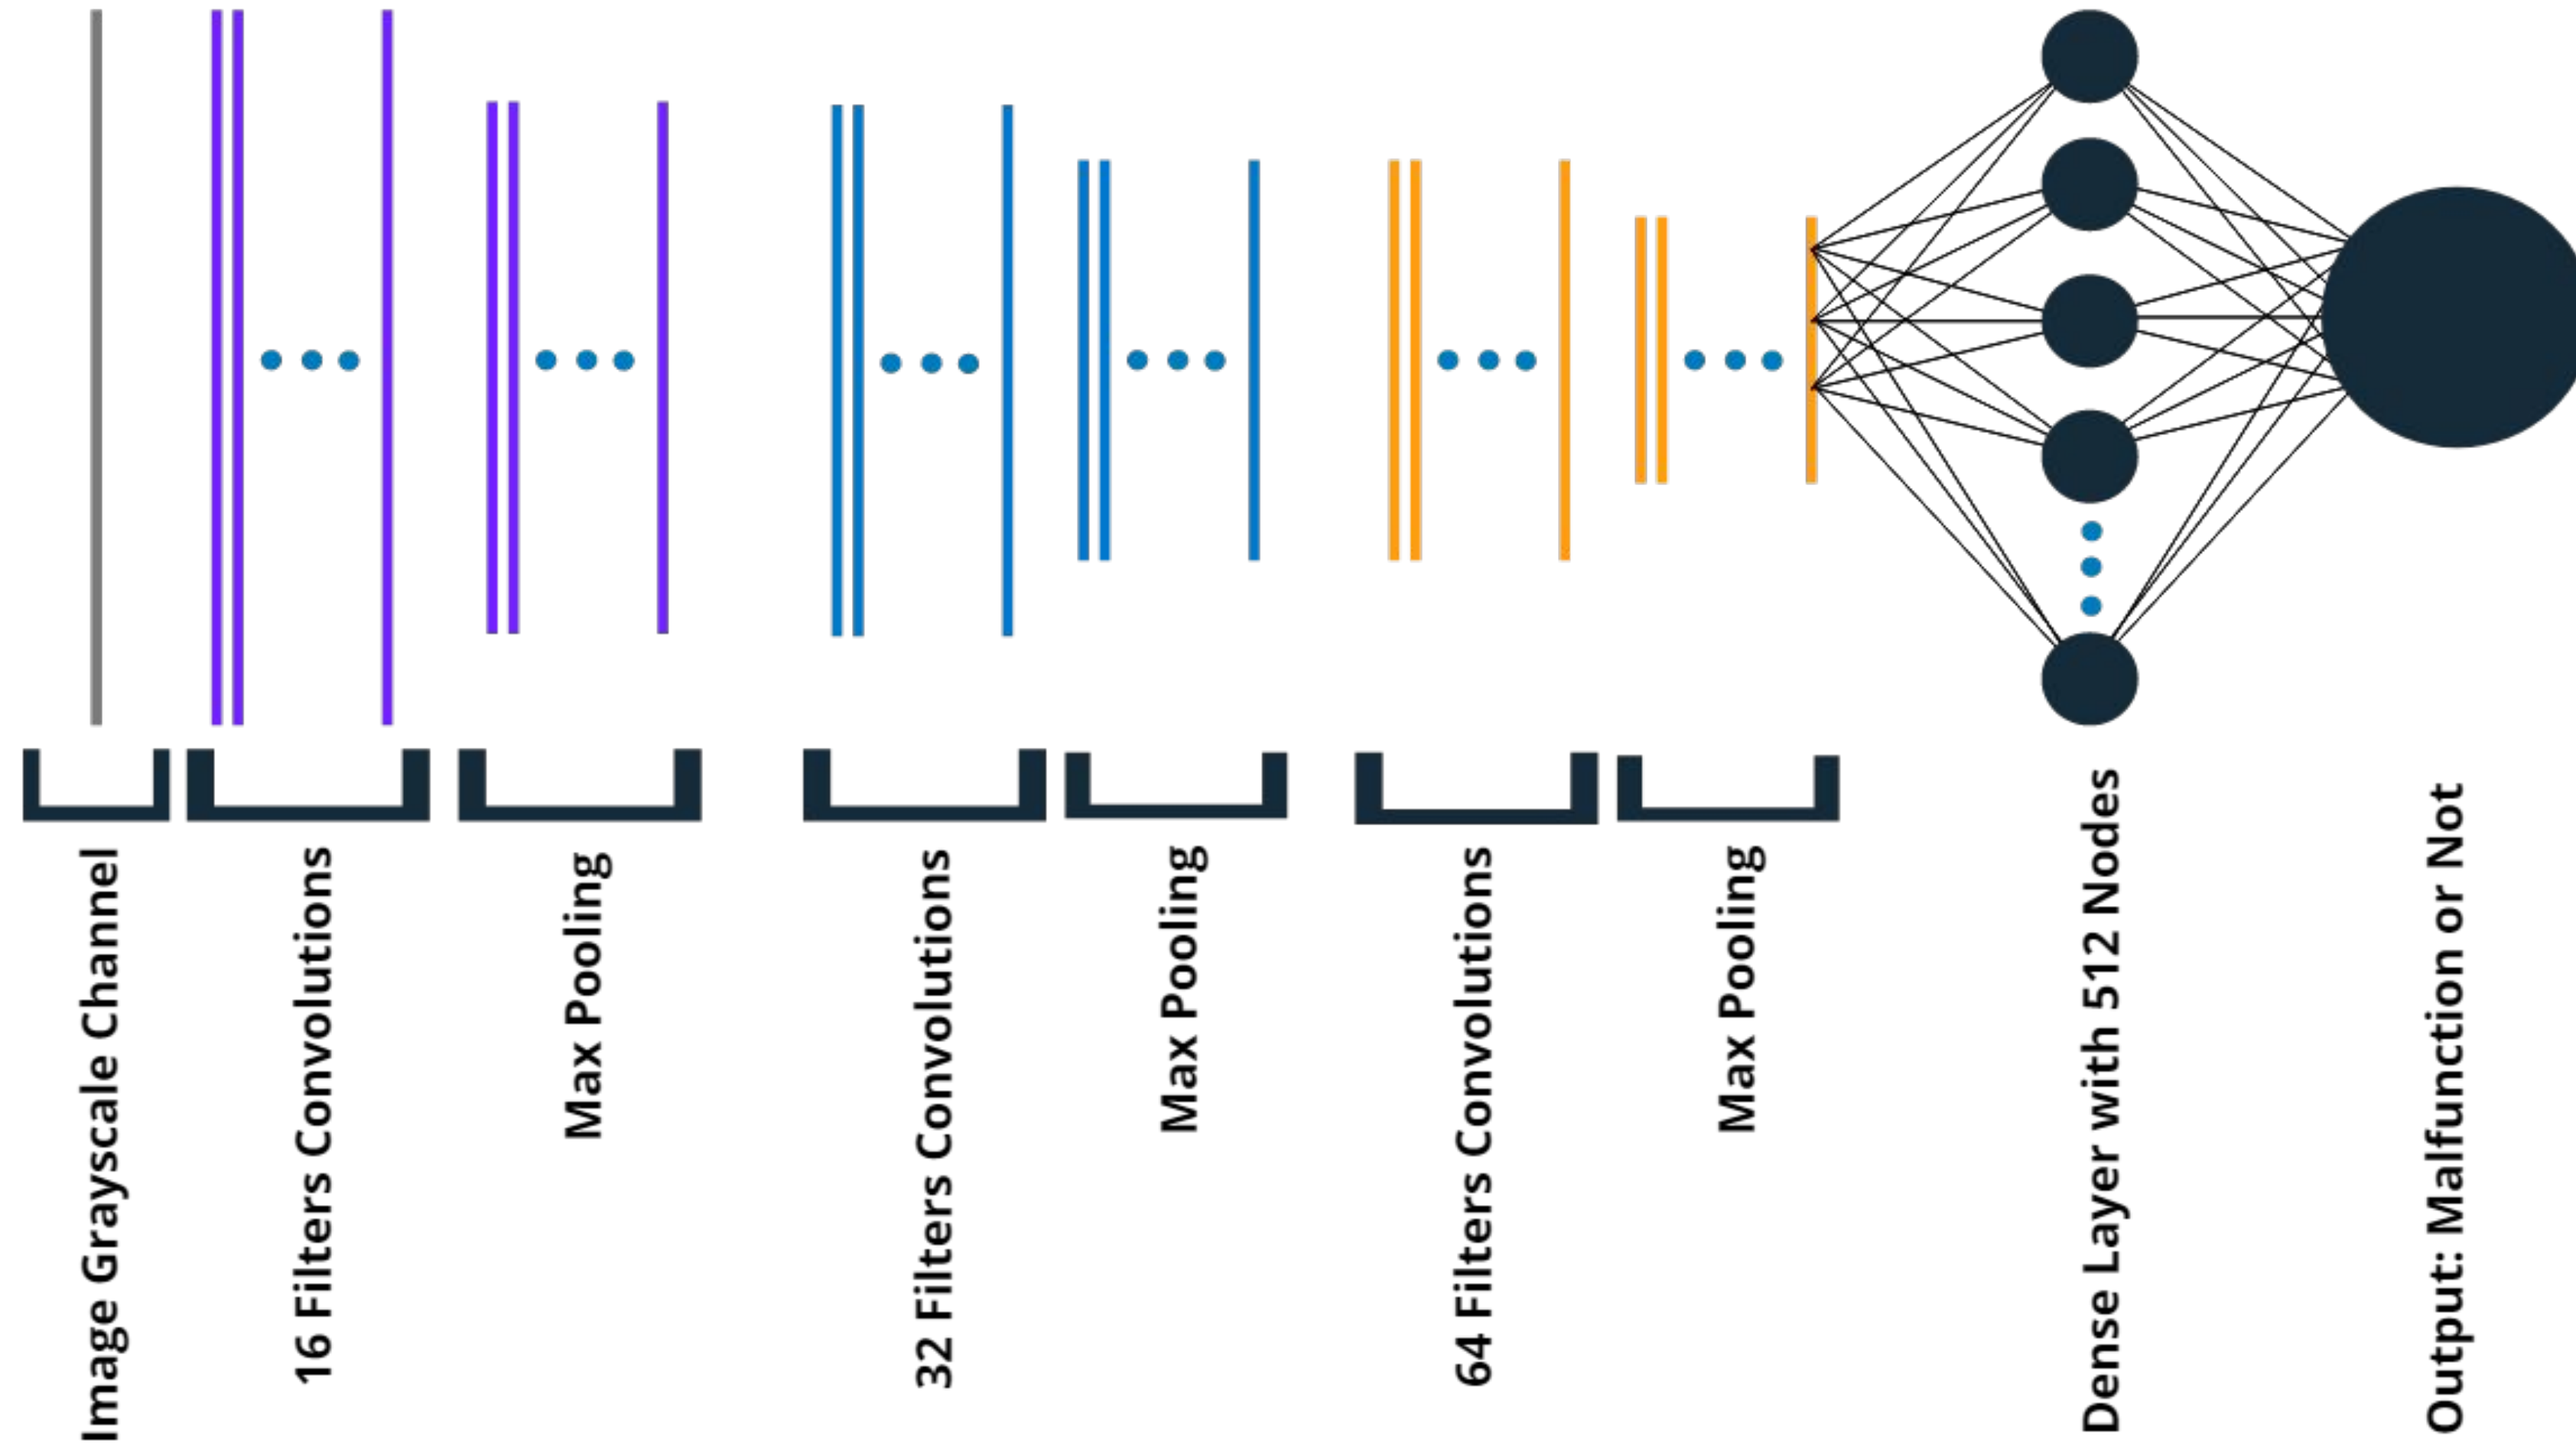 Image Grayscale Channel
16 Filters Convolutions
Max Pooling
32 Filters Convolutions
Max Pooling
64 Filters Convolutions
Max Pooling
Dense Layer with 512 Nodes
Output: Malfunction or Not